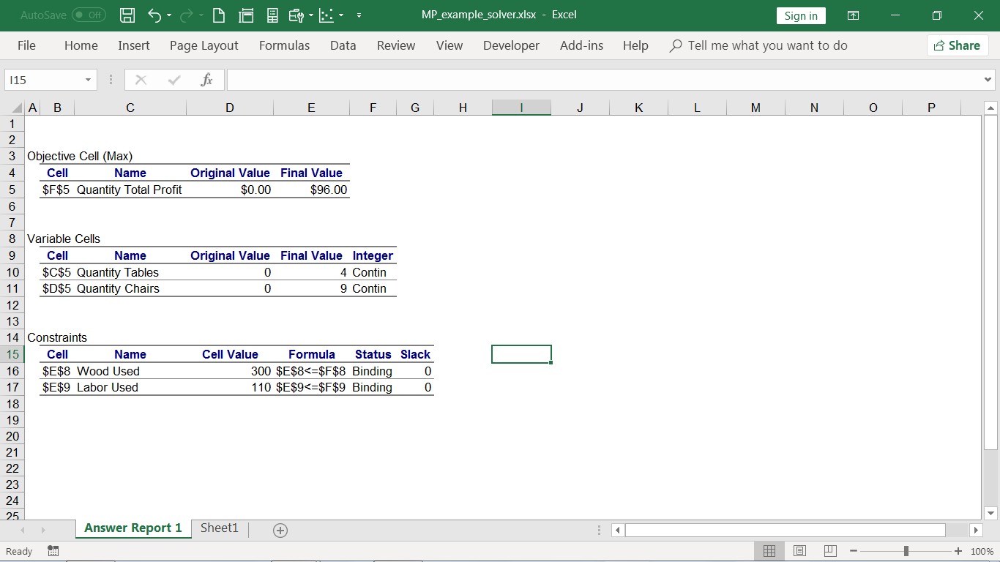 AutoSave Off MP_example_solver.xlsx - Excel Sign in
File Home Insert Page Layout Formulas Data Review View Developer Add-ins Help Tell me what you want to do Share
I15 fx
A B C D E F G H I J K L M N O P
1
2
3 Objective Cell (Max)
4 Cell Name Original Value Final Value
5 $F$5 Quantity Total Profit $0.00 $96.00
6
7
8 Variable Cells
9 Cell Name Original Value Final Value Integer
10 $C$5 Quantity Tables 0 4 Contin
11 $D$5 Quantity Chairs 0 9 Contin
12
13
14 Constraints
15 Cell Name Cell Value Formula Status Slack
16 $E$8 Wood Used 300 $E$8<=$F$8 Binding 0
17 $E$9 Labor Used 110 $E$9<=$F$9 Binding 0
18
19
20
21
22
23
24
25
Answer Report 1 Sheet1
Ready 100%